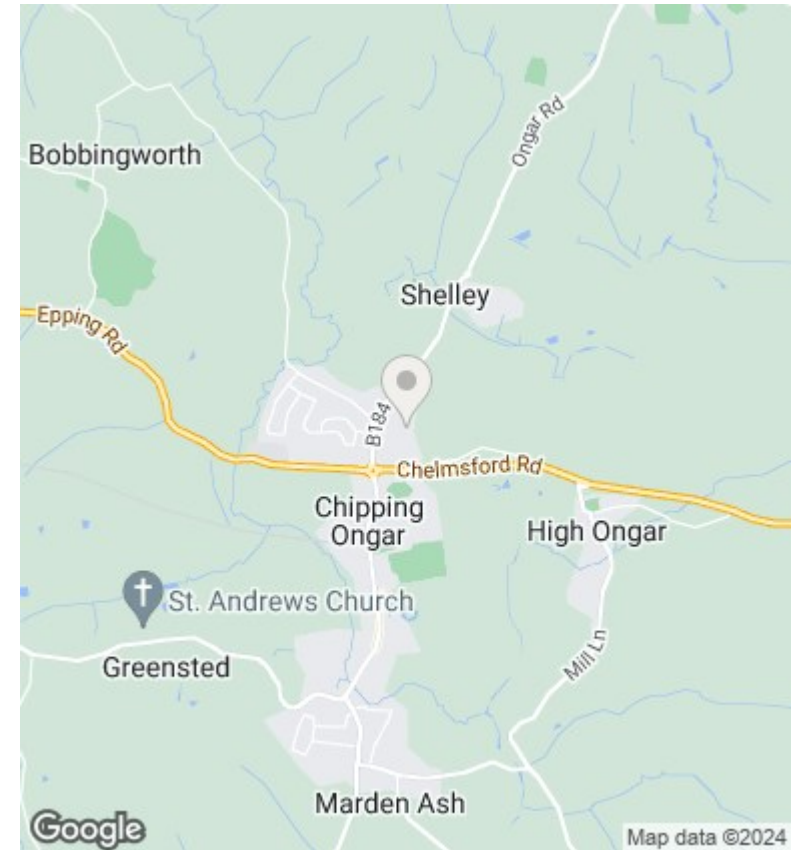 Bobbingworth
Ongar Rd
Shelley
Epping Rd
B184
Chelmsford Rd
Chipping
Ongar
High Ongar
St. Andrews Church
Greensted
Mill Ln
Marden Ash
Google
Map data ©2024